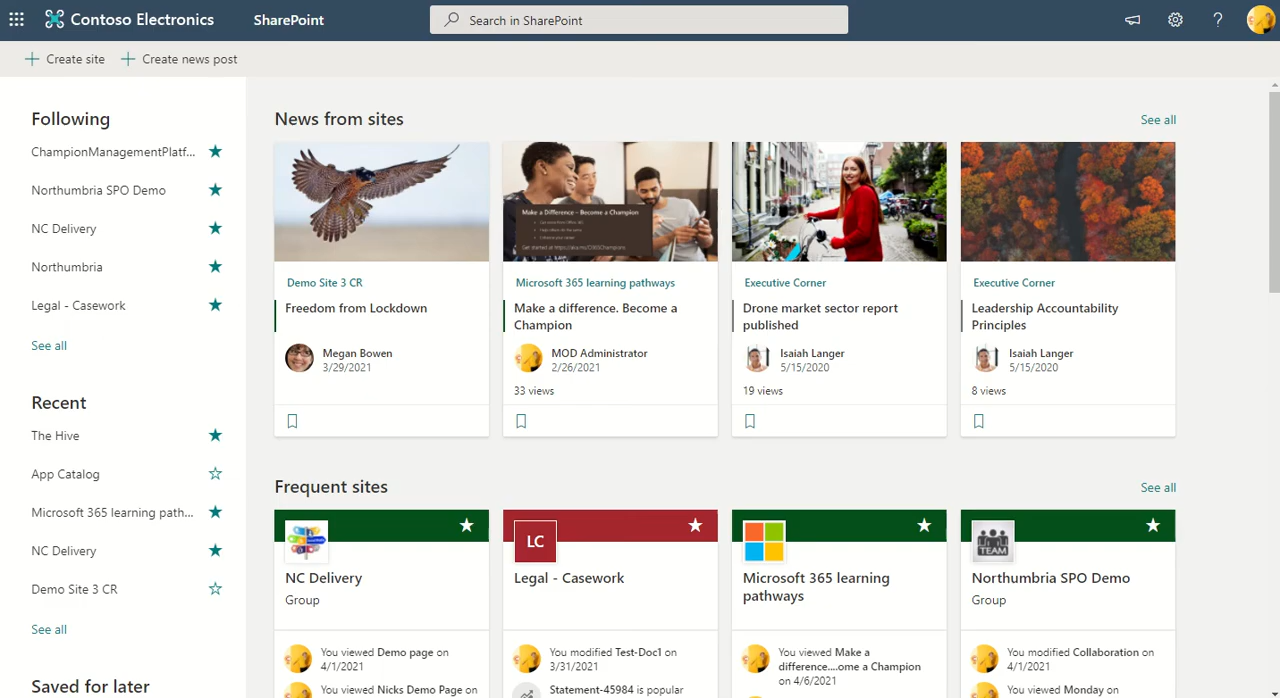 Contoso Electronics
SharePoint
Search in SharePoint
Create site
Create news post
Following
ChampionManagementPlatf...
Northumbria SPO Demo
NC Delivery
Northumbria
Legal - Casework
See all
Recent
The Hive
App Catalog
Microsoft 365 learning path...
NC Delivery
Demo Site 3 CR
See all
Saved for later
News from sites
See all
Demo Site 3 CR
Freedom from Lockdown
Megan Bowen
3/29/2021
Make a Difference - Become a Champion
Microsoft 365 learning pathways
Make a difference. Become a
Champion
MOD Administrator
2/26/2021
33 views
Executive Corner
Drone market sector report
published
Isaiah Langer
5/15/2020
19 views
Executive Corner
Leadership Accountability
Principles
Isaiah Langer
5/15/2020
8 views
Frequent sites
See all
NC Delivery
Group
You viewed Demo page on
4/1/2021
You viewed Nicks Demo Page on
LC
Legal - Casework
You modified Test-Doc1 on
3/31/2021
Statement-45984 is popular
Microsoft 365 learning
pathways
You viewed Make a
difference....ome a Champion
on 4/6/2021
TEAM
Northumbria SPO Demo
Group
You modified Collaboration on
4/1/2021
You viewed Monday on